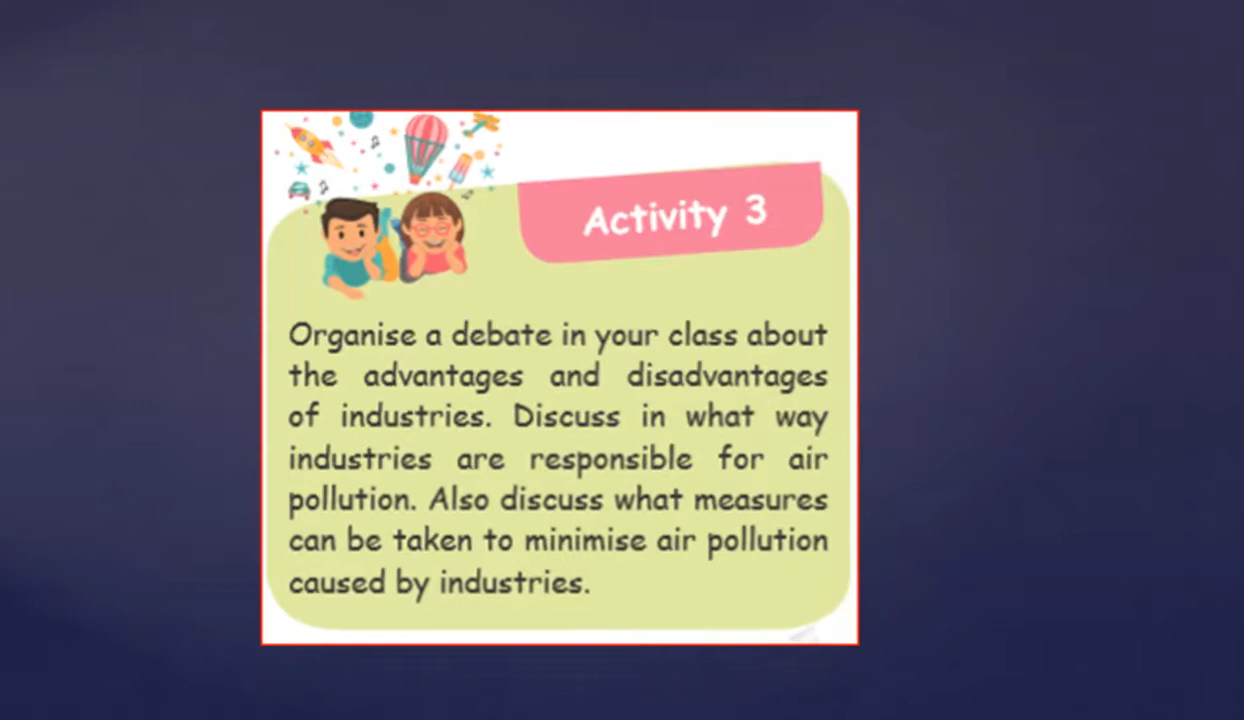 Activity 3
Organise a debate in your class about
the advantages and disadvantages
of industries. Discuss in what way
industries are responsible for air
pollution. Also discuss what measures
can be taken to minimise air pollution
caused by industries.